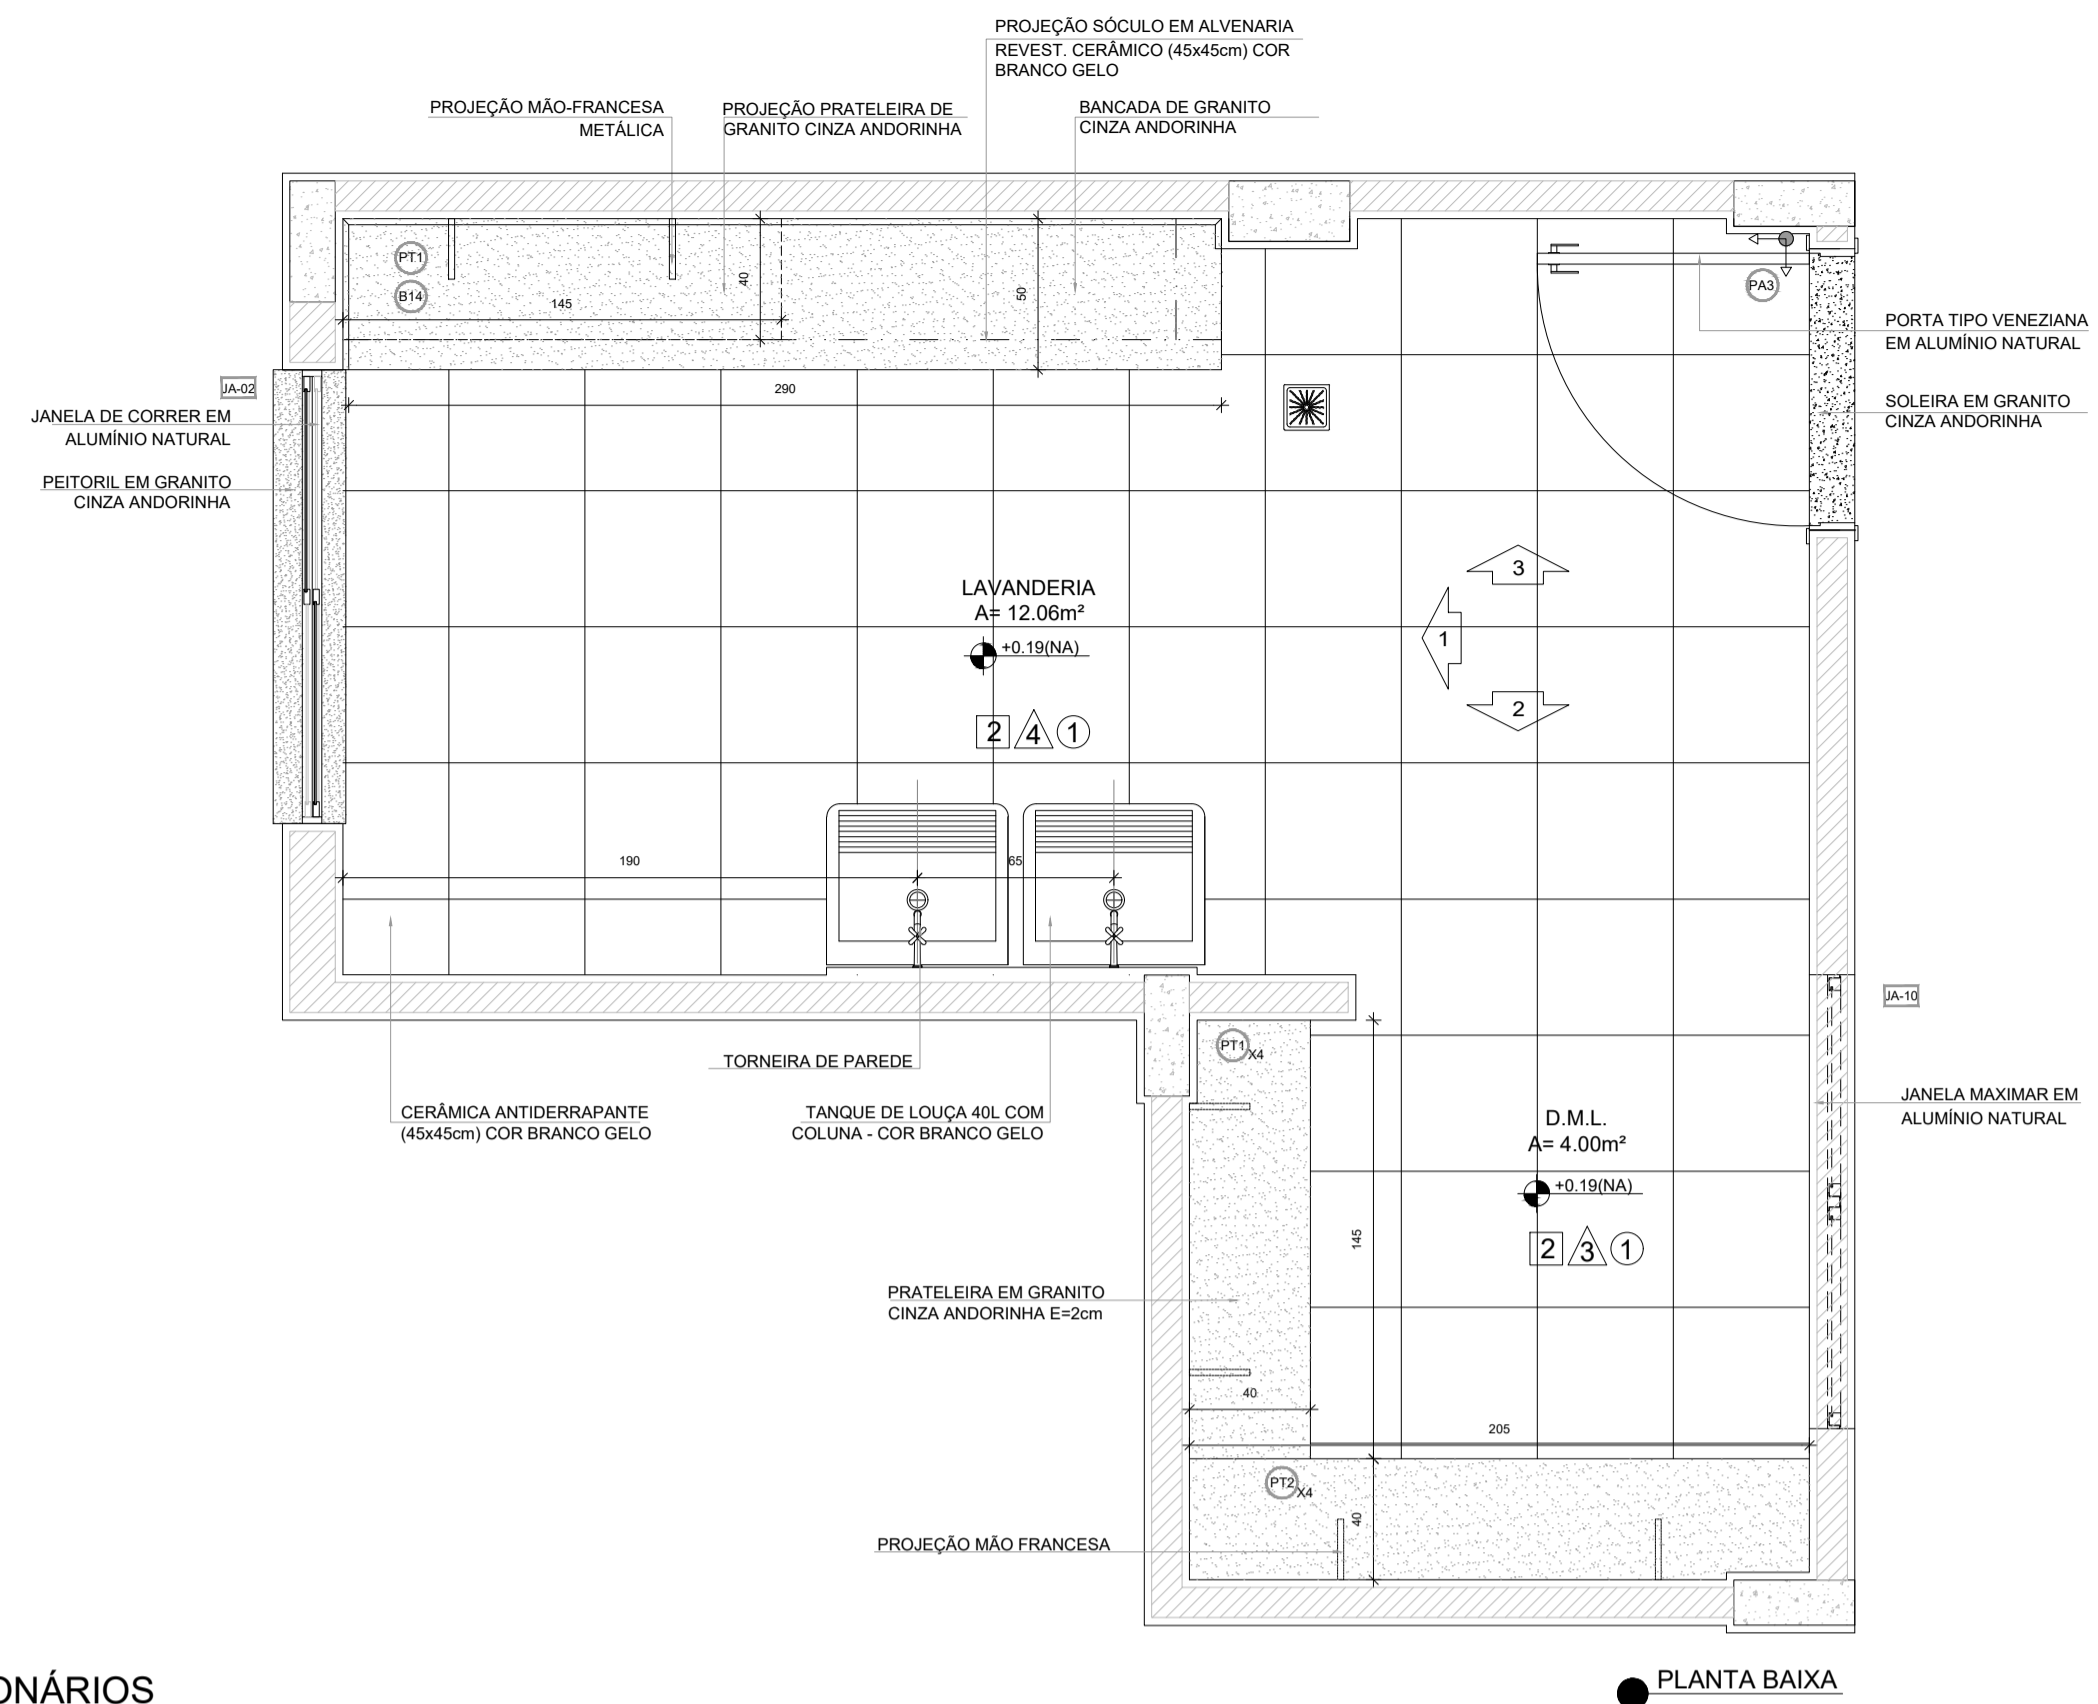 PROJEÇÃO SÓCULO EM ALVENARIA
REVEST. CERÂMICO (45x45cm) COR
BRANCO GELO
PROJEÇÃO MÃO-FRANCESA
METÁLICA
PROJEÇÃO PRATELEIRA DE
GRANITO CINZA ANDORINHA
BANCADA DE GRANITO
CINZA ANDORINHA
PT1
B14
145
40
50
PA3
PORTA TIPO VENEZIANA
EM ALUMÍNIO NATURAL
JA-02
290
JANELA DE CORRER EM
ALUMÍNIO NATURAL
SOLEIRA EM GRANITO
CINZA ANDORINHA
PEITORIL EM GRANITO
CINZA ANDORINHA
LAVANDERIA
A= 12.06m²
+0.19(NA)
2 4 1
3
1
2
190
65
JA-10
TORNEIRA DE PAREDE
PT1 X4
CERÂMICA ANTIDERRAPANTE
(45x45cm) COR BRANCO GELO
TANQUE DE LOUÇA 40L COM
COLUNA - COR BRANCO GELO
D.M.L.
A= 4.00m²
+0.19(NA)
2 3 1
JANELA MAXIMAR EM
ALUMÍNIO NATURAL
145
PRATELEIRA EM GRANITO
CINZA ANDORINHA E=2cm
40
205
PT2 X4
40
PROJEÇÃO MÃO FRANCESA
ONÁRIOS
PLANTA BAIXA